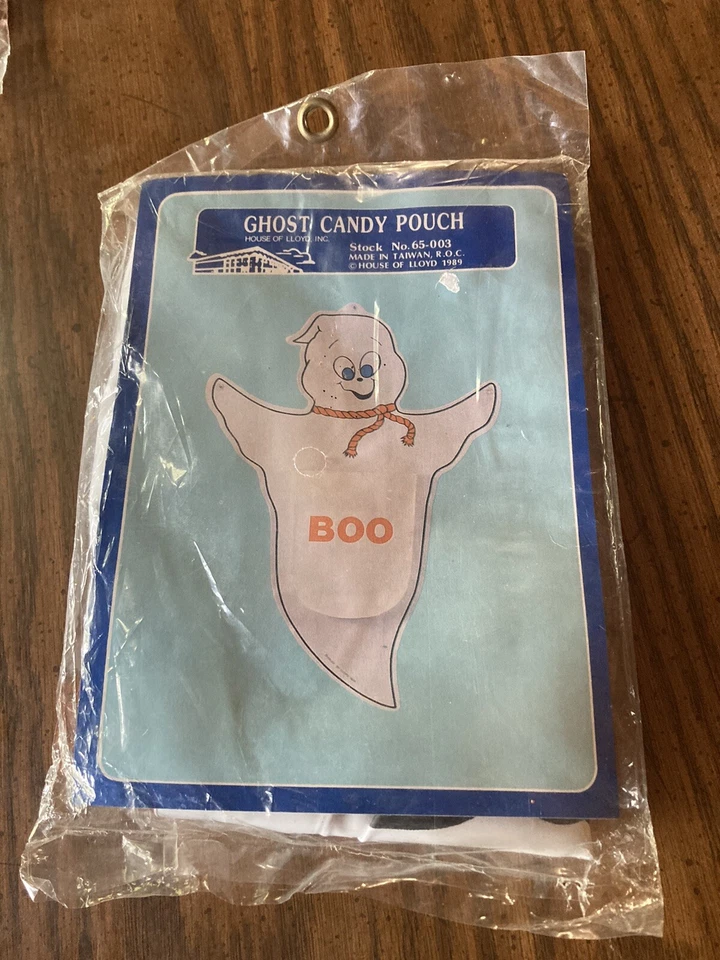 GHOST CANDY POUCH
HOUSE OF LLOYD, INC.
Stock No. 65-003
MADE IN TAIWAN, R.O.C.
© HOUSE OF LLOYD 1989
BOO